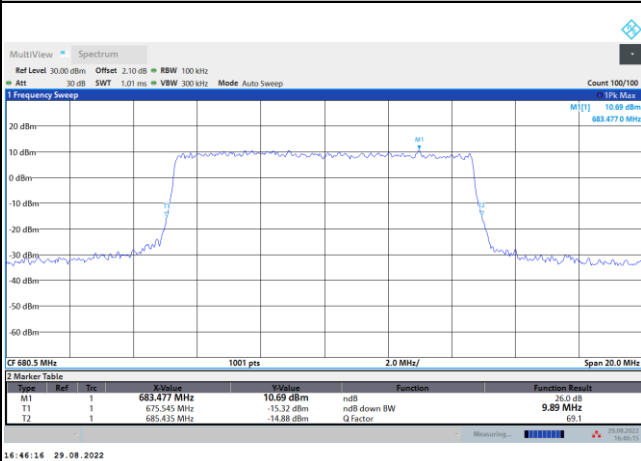 MultiView Spectrum
Ref Level 30.00 dBm Offset 2.10 dB RBW 100 kHz
Att 30 dB SWT 1.01 ms VBW 300 kHz Mode Auto Sweep Count 100/100
1 Frequency Sweep 1Pk Max
M1[1] 10.69 dBm
683.477 0 MHz
20 dBm
M1
10 dBm
0 dBm
-10 dBm
T1 T2
-20 dBm
-30 dBm
-40 dBm
-50 dBm
-60 dBm
CF 680.5 MHz 1001 pts 2.0 MHz/ Span 20.0 MHz
2 Marker Table
Type Ref Trc X-Value Y-Value Function Function Result
M1 1 683.477 MHz 10.69 dBm ndB 26.0 dB
T1 1 675.545 MHz -15.32 dBm ndB down BW 9.89 MHz
T2 1 685.435 MHz -14.88 dBm Q Factor 69.1
Measuring... 29.08.2022
16:46:15
16:46:16 29.08.2022